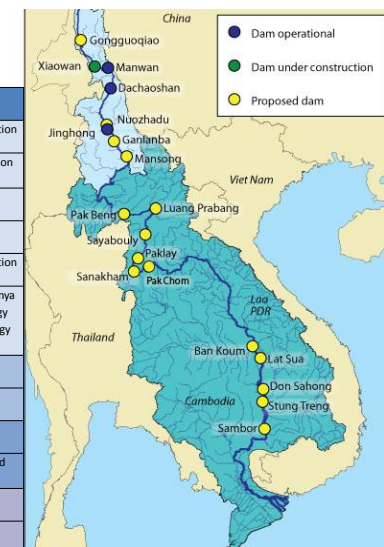 China
Dam operational
Dam under construction
Proposed dam
Gongguoqiao
Xiaowan
Manwan
Dachaoshan
Nuozhadu
Jinghong
Ganlanba
Mansong
Viet Nam
Pak Beng
Luang Prabang
Sayabouly
Paklay
Sanakham
Pak Chom
Lao
PDR
Thailand
Ban Koum
Lat Sua
Cambodia
Don Sahong
Stung Treng
Sambor